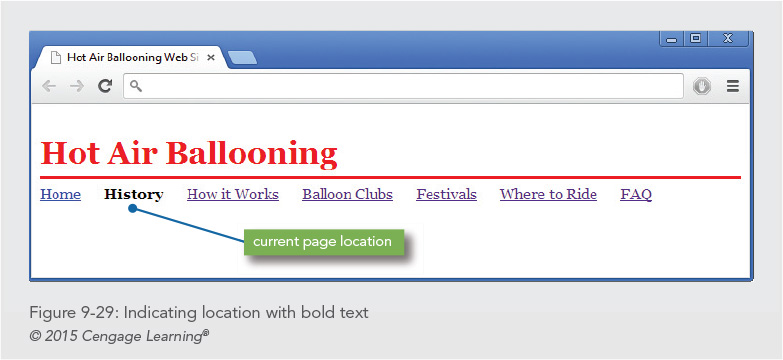 Hot Air Ballooning Web Si
Hot Air Ballooning
Home History How it Works Balloon Clubs Festivals Where to Ride FAQ
current page location
Figure 9-29: Indicating location with bold text
© 2015 Cengage Learning®